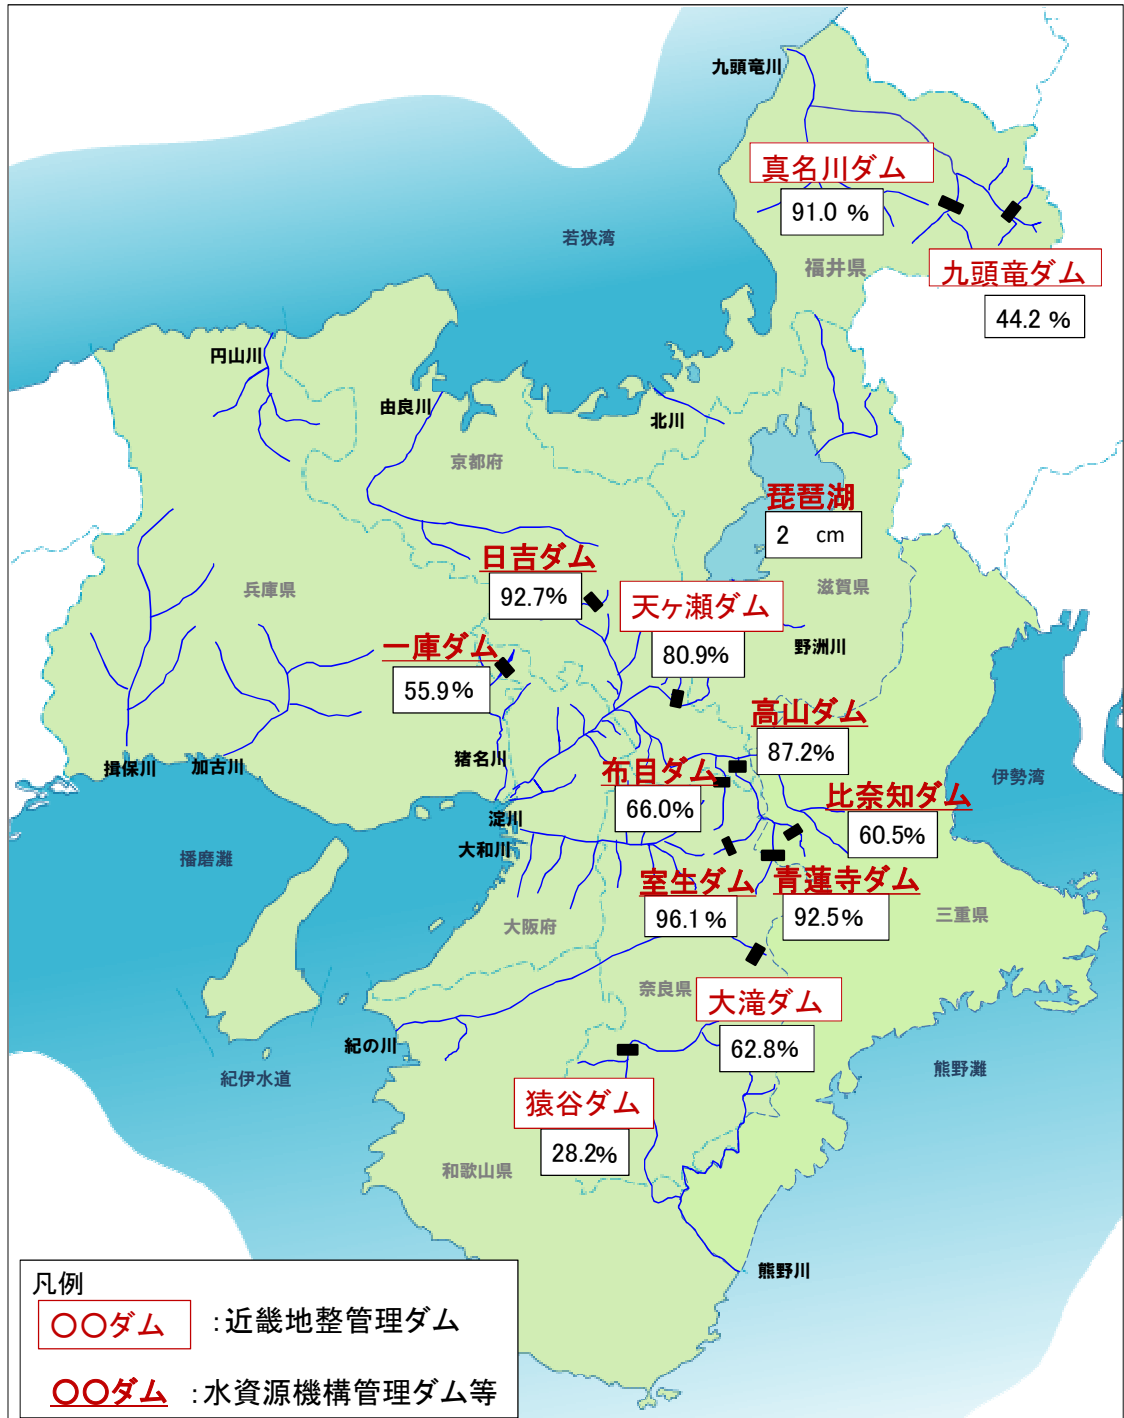 九頭竜川
真名川ダム
91.0 %
若狭湾
福井県
九頭竜ダム
44.2 %
円山川
由良川
北川
京都府
琵琶湖
2 cm
日吉ダム
92.7%
兵庫県
天ヶ瀬ダム
80.9%
滋賀県
野洲川
一庫ダム
55.9%
高山ダム
87.2%
猪名川
揖保川
加古川
布目ダム
66.0%
伊勢湾
比奈知ダム
60.5%
淀川
大和川
播磨灘
室生ダム
96.1%
青蓮寺ダム
92.5%
大阪府
三重県
奈良県
大滝ダム
62.8%
紀の川
紀伊水道
熊野灘
猿谷ダム
28.2%
和歌山県
熊野川
凡例
〇〇ダム :近畿地整管理ダム
〇〇ダム :水資源機構管理ダム等